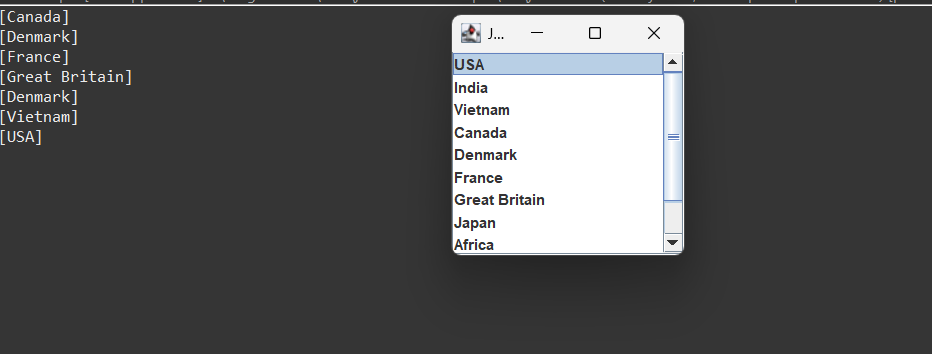 [Canada]
[Denmark]
[France]
[Great Britain]
[Denmark]
[Vietnam]
[USA]
J...
USA
India
Vietnam
Canada
Denmark
France
Great Britain
Japan
Africa